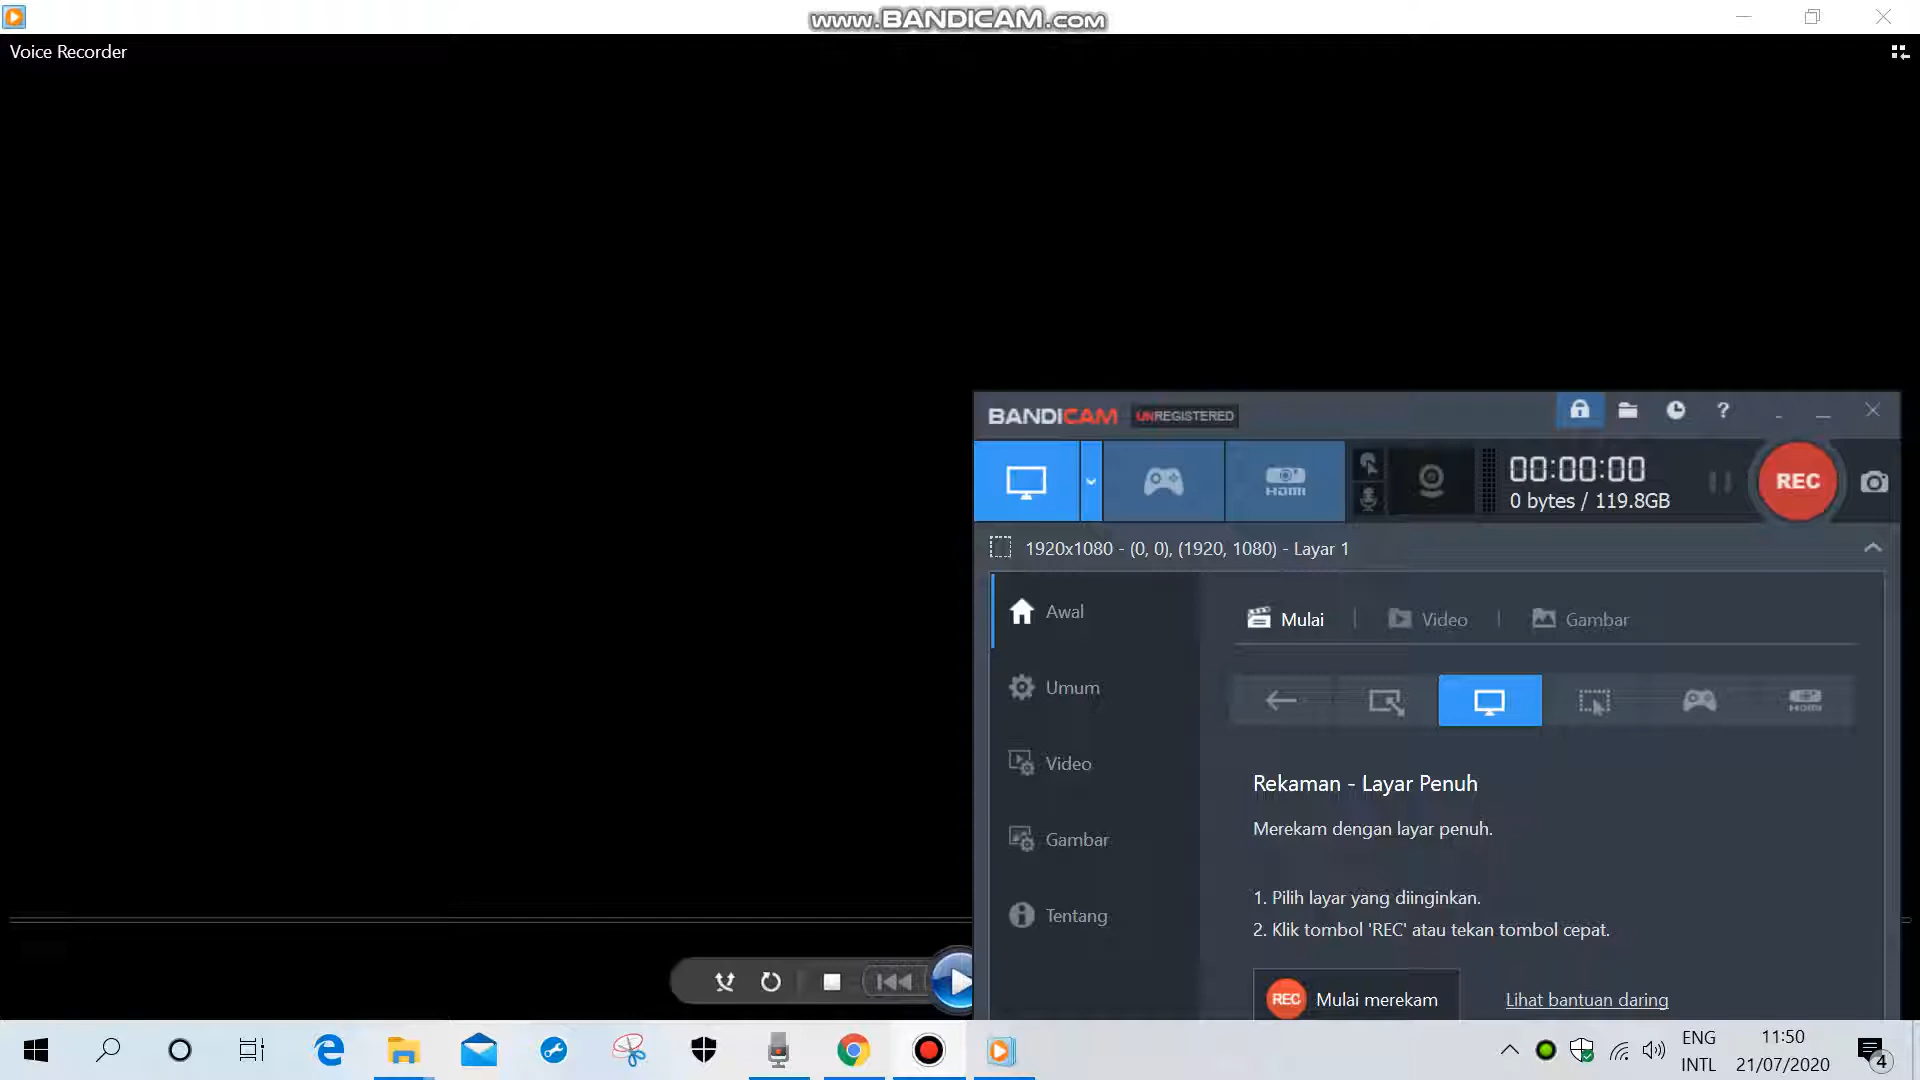 www.BANDICAM.com
Voice Recorder
BANDICAM UNREGISTERED
?
HDMI
00:00:00
0 bytes / 119.8GB
REC
1920x1080 - (0, 0), (1920, 1080) - Layar 1
Awal
Umum
Video
Gambar
Tentang
Mulai | Video | Gambar
HDMI
Rekaman - Layar Penuh
Merekam dengan layar penuh.
1. Pilih layar yang diinginkan.
2. Klik tombol 'REC' atau tekan tombol cepat.
REC Mulai merekam
Lihat bantuan daring
ENG
INTL
11:50
21/07/2020
4